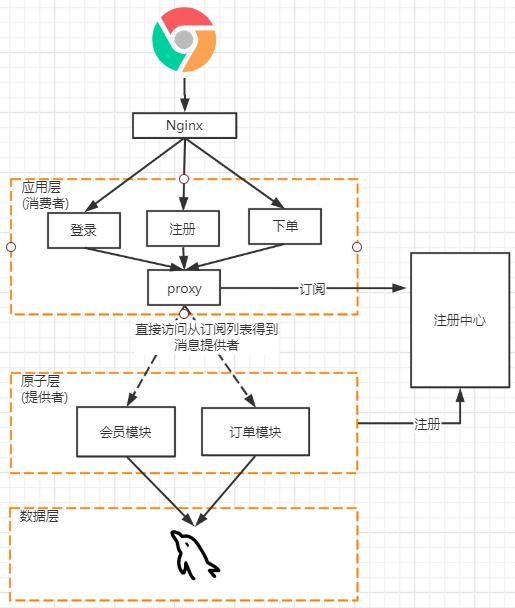 Nginx
应用层
(消费者)
登录
注册
下单
proxy
订阅
注册中心
直接访问从订阅列表得到
消息提供者
原子层
(提供者)
会员模块
订单模块
注册
数据层